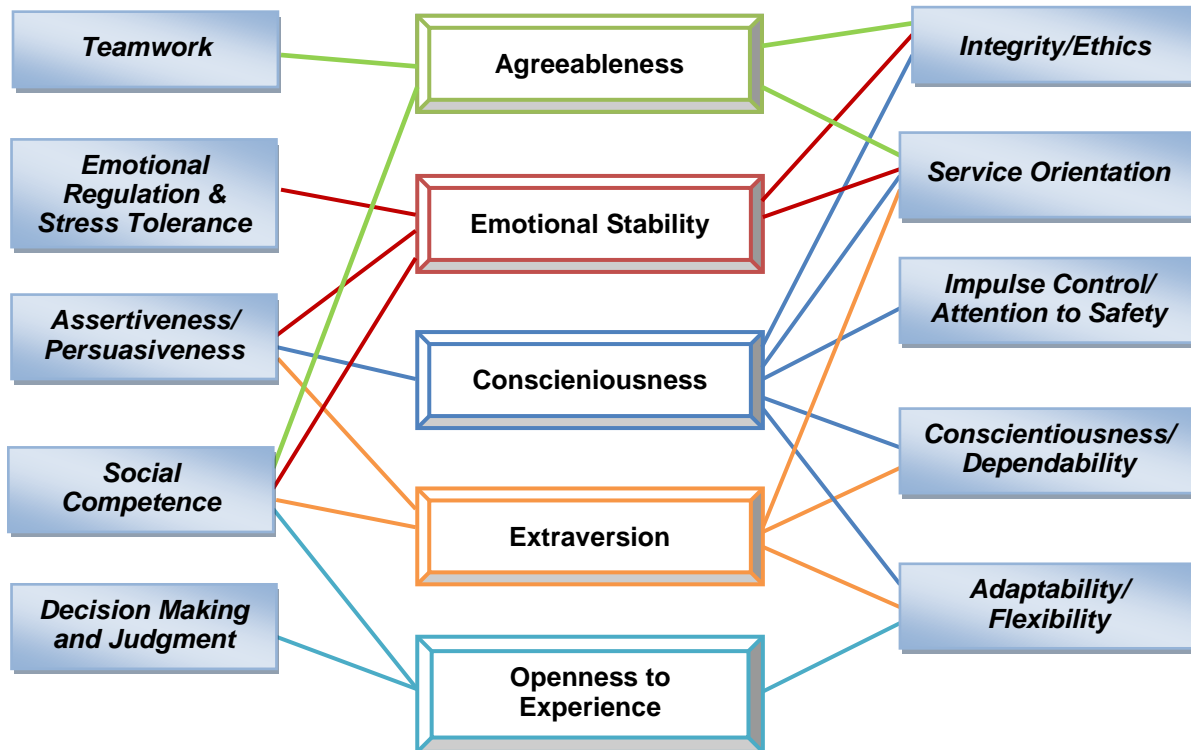 Teamwork
Emotional
Regulation &
Stress Tolerance
Assertiveness/
Persuasiveness
Social
Competence
Decision Making
and Judgment
Agreeableness
Emotional Stability
Conscieniousness
Extraversion
Openness to
Experience
Integrity/Ethics
Service Orientation
Impulse Control/
Attention to Safety
Conscientiousness/
Dependability
Adaptability/
Flexibility